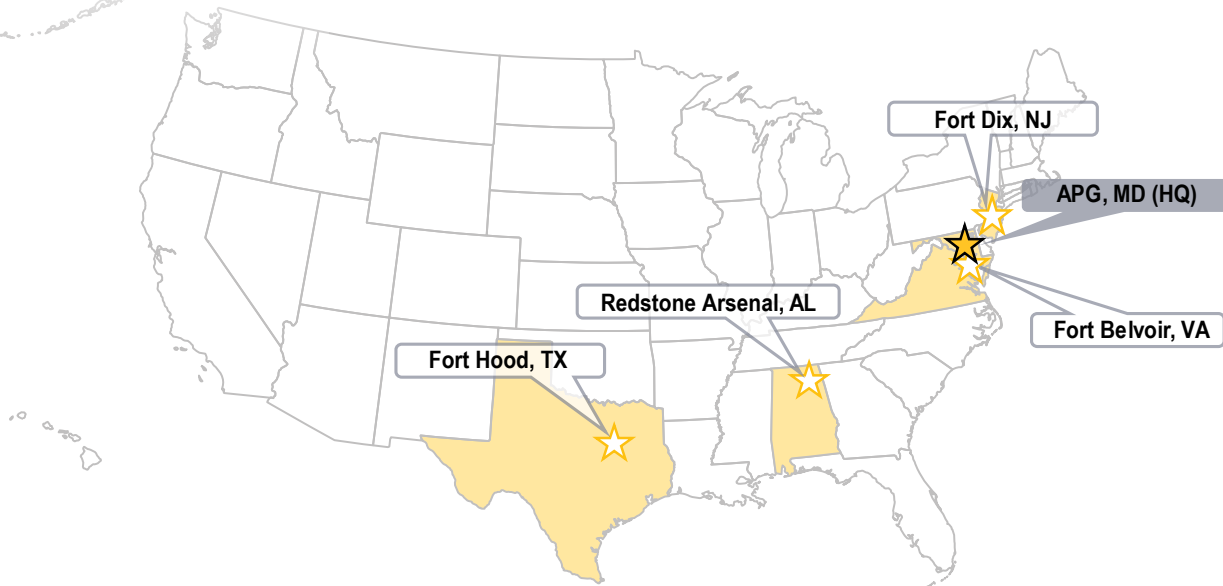 Fort Dix, NJ
APG, MD (HQ)
Redstone Arsenal, AL
Fort Belvoir, VA
Fort Hood, TX